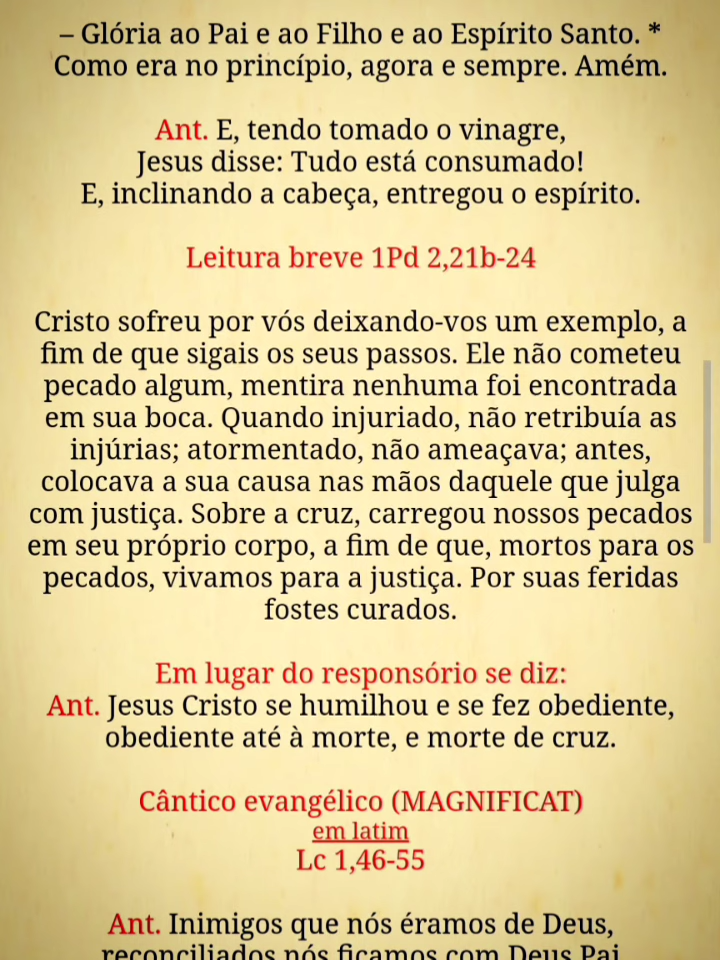 – Glória ao Pai e ao Filho e ao Espírito Santo. *
Como era no princípio, agora e sempre. Amém.
Ant. E, tendo tomado o vinagre,
Jesus disse: Tudo está consumado!
E, inclinando a cabeça, entregou o espírito.
Leitura breve 1Pd 2,21b-24
Cristo sofreu por vós deixando-vos um exemplo, a
fim de que sigais os seus passos. Ele não cometeu
pecado algum, mentira nenhuma foi encontrada
em sua boca. Quando injuriado, não retribuía as
injúrias; atormentado, não ameaçava; antes,
colocava a sua causa nas mãos daquele que julga
com justiça. Sobre a cruz, carregou nossos pecados
em seu próprio corpo, a fim de que, mortos para os
pecados, vivamos para a justiça. Por suas feridas
fostes curados.
Em lugar do responsório se diz:
Ant. Jesus Cristo se humilhou e se fez obediente,
obediente até à morte, e morte de cruz.
Cântico evangélico (MAGNIFICAT)
em latim
Lc 1,46-55
Ant. Inimigos que nós éramos de Deus,
reconciliados nós ficamos com Deus Pai